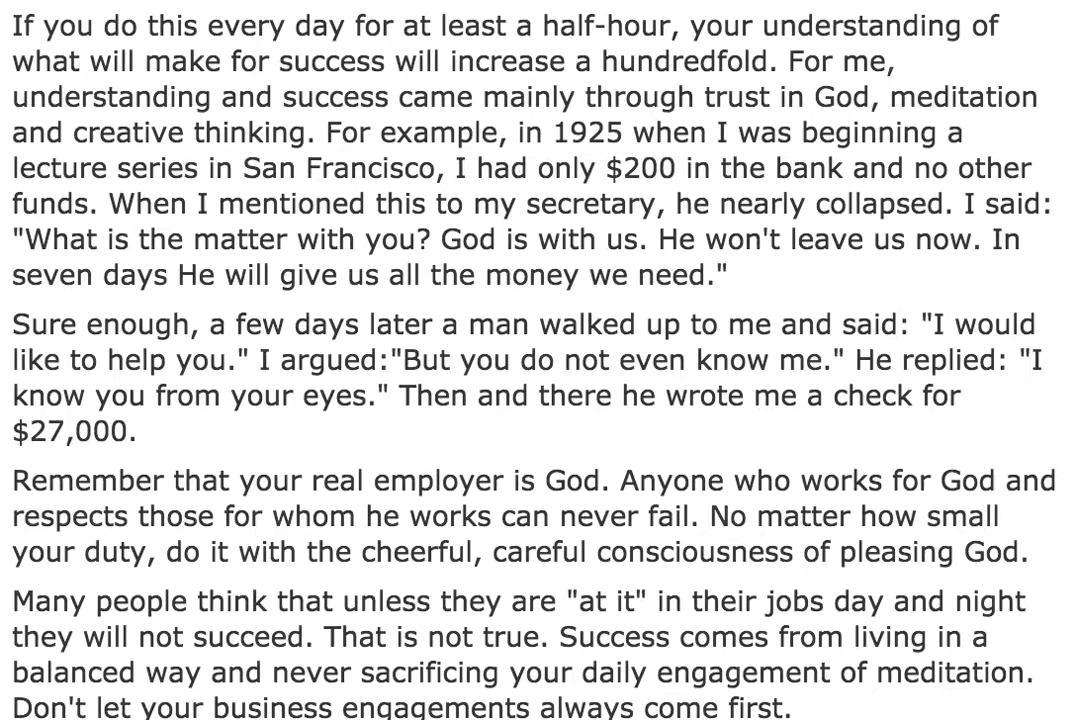 If you do this every day for at least a half-hour, your understanding of
what will make for success will increase a hundredfold. For me,
understanding and success came mainly through trust in God, meditation
and creative thinking. For example, in 1925 when I was beginning a
lecture series in San Francisco, I had only $200 in the bank and no other
funds. When I mentioned this to my secretary, he nearly collapsed. I said:
"What is the matter with you? God is with us. He won't leave us now. In
seven days He will give us all the money we need."
Sure enough, a few days later a man walked up to me and said: "I would
like to help you." I argued:"But you do not even know me." He replied: "I
know you from your eyes." Then and there he wrote me a check for
$27,000.
Remember that your real employer is God. Anyone who works for God and
respects those for whom he works can never fail. No matter how small
your duty, do it with the cheerful, careful consciousness of pleasing God.
Many people think that unless they are "at it" in their jobs day and night
they will not succeed. That is not true. Success comes from living in a
balanced way and never sacrificing your daily engagement of meditation.
Don't let your business engagements always come first.